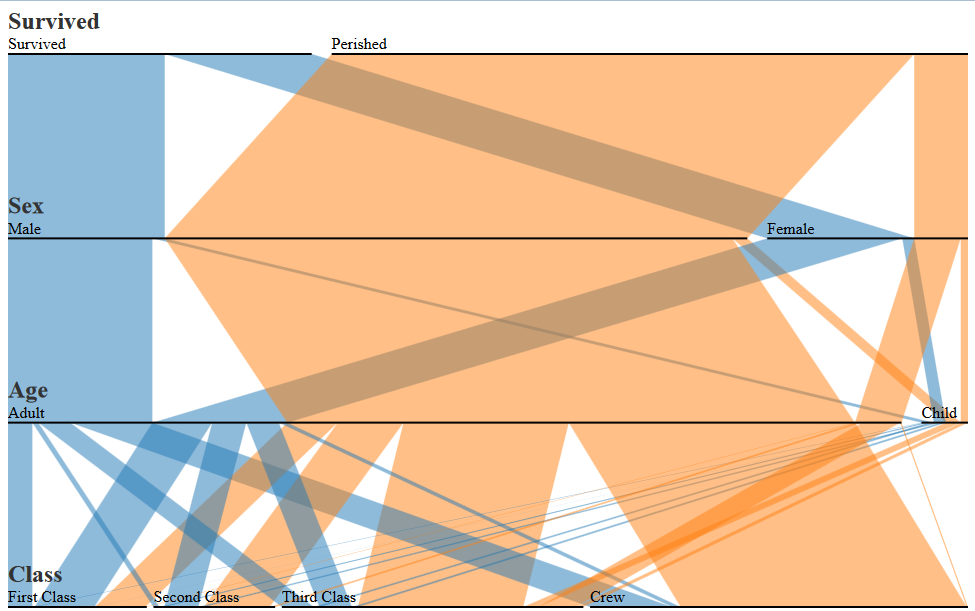 Survived
Survived Perished
Sex
Male Female
Age
Adult Child
Class
First Class Second Class Third Class Crew